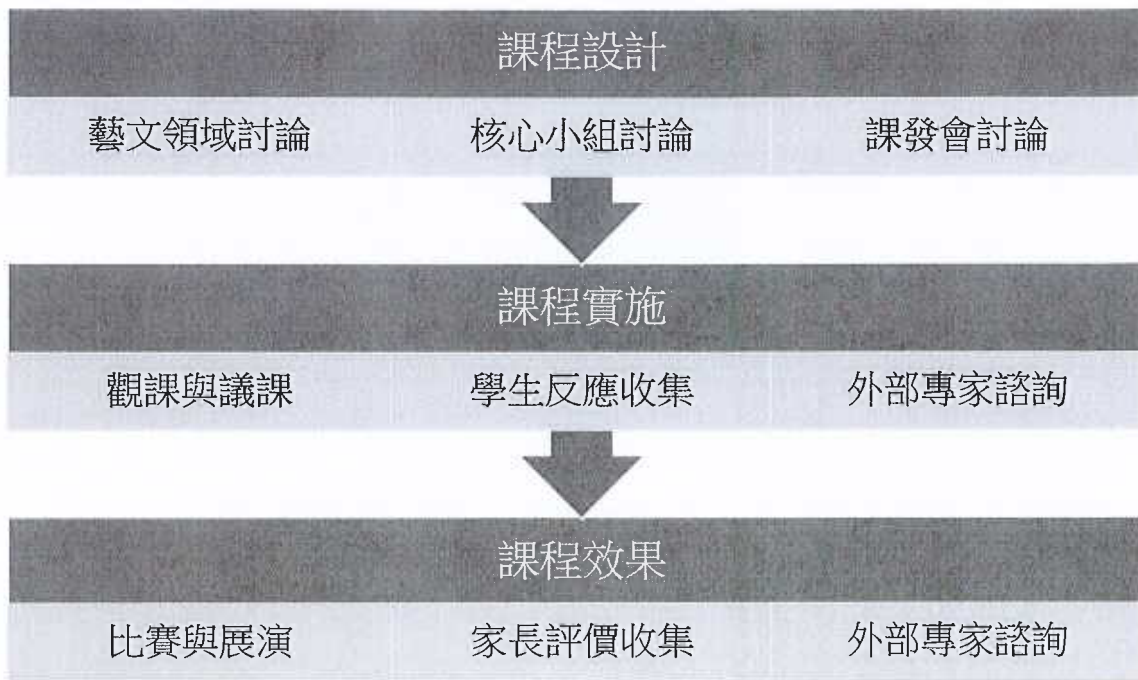 課程設計
藝文領域討論 核心小組討論 課發會討論
課程實施
觀課與議課 學生反應收集 外部專家諮詢
課程效果
比賽與展演 家長評價收集 外部專家諮詢